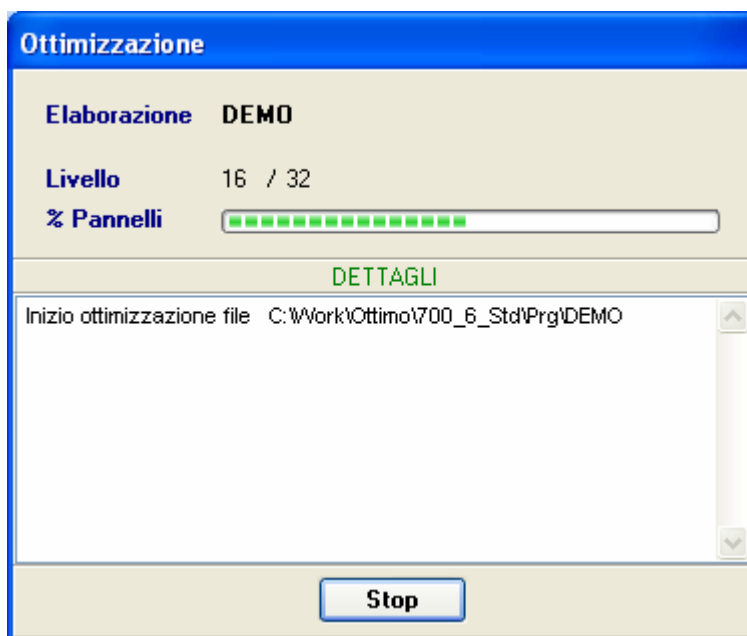 Ottimizzazione
Elaborazione DEMO
Livello 16 / 32
% Pannelli
DETTAGLI
Inizio ottimizzazione file C:\Work\Ottimo\700_6_Std\Prg\DEMO
Stop